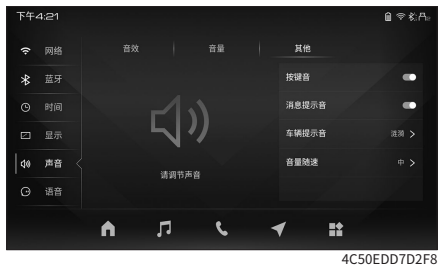 下午4:21
网络
蓝牙
时间
显示
声音
语音
音效
音量
其他
请调节声音
按键音
消息提示音
车辆提示音 涟漪
音量随速 中
4C50EDD7D2F8